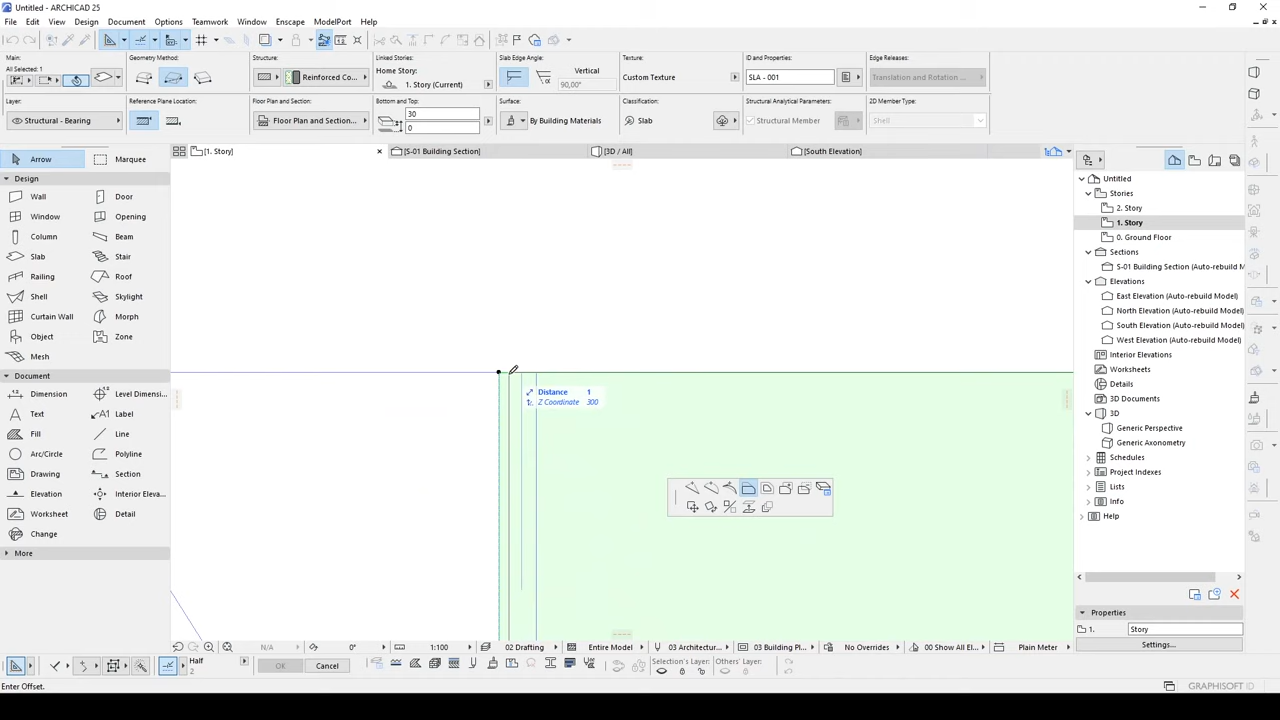 Untitled - ARCHICAD 25
File Edit View Design Document Options Teamwork Window Enscape ModelPort Help
Main:
All Selected: 1
Geometry Method:
Structure:
Reinforced Co...
Linked Stories:
Home Story:
1. Story (Current)
Slab Edge Angle:
Vertical
90,00°
Texture:
Custom Texture
ID and Properties:
SLA - 001
Edge Releases:
Translation and Rotation ...
Layer:
Structural - Bearing
Reference Plane Location:
Floor Plan and Section:
Floor Plan and Section...
Bottom and Top:
30
0
Surface:
By Building Materials
Classification:
Slab
Structural Analytical Parameters:
Structural Member
2D Member Type:
Shell
[1. Story]
[S-01 Building Section]
[3D / All]
[South Elevation]
Arrow Marquee
Design
Wall Door
Window Opening
Column Beam
Slab Stair
Railing Roof
Shell Skylight
Curtain Wall Morph
Object Zone
Mesh
Document
Dimension Level Dimensi...
Text Label
Fill Line
Arc/Circle Polyline
Drawing Section
Elevation Interior Eleva...
Worksheet Detail
Change
More
Distance 1
Z Coordinate 300
Untitled
Stories
2. Story
1. Story
0. Ground Floor
Sections
S-01 Building Section (Auto-rebuild M
Elevations
East Elevation (Auto-rebuild Model)
North Elevation (Auto-rebuild Model)
South Elevation (Auto-rebuild Model)
West Elevation (Auto-rebuild Model)
Interior Elevations
Worksheets
Details
3D Documents
3D
Generic Perspective
Generic Axonometry
Schedules
Project Indexes
Lists
Info
Help
Properties
1. Story
Settings...
N/A 0° 1:100 02 Drafting Entire Model 03 Architectur... 03 Building Pl... No Overrides 00 Show All El... Plain Meter
Half
2
OK
Cancel
Selection's Layer:
Others' Layer:
Enter Offset.
GRAPHISOFT